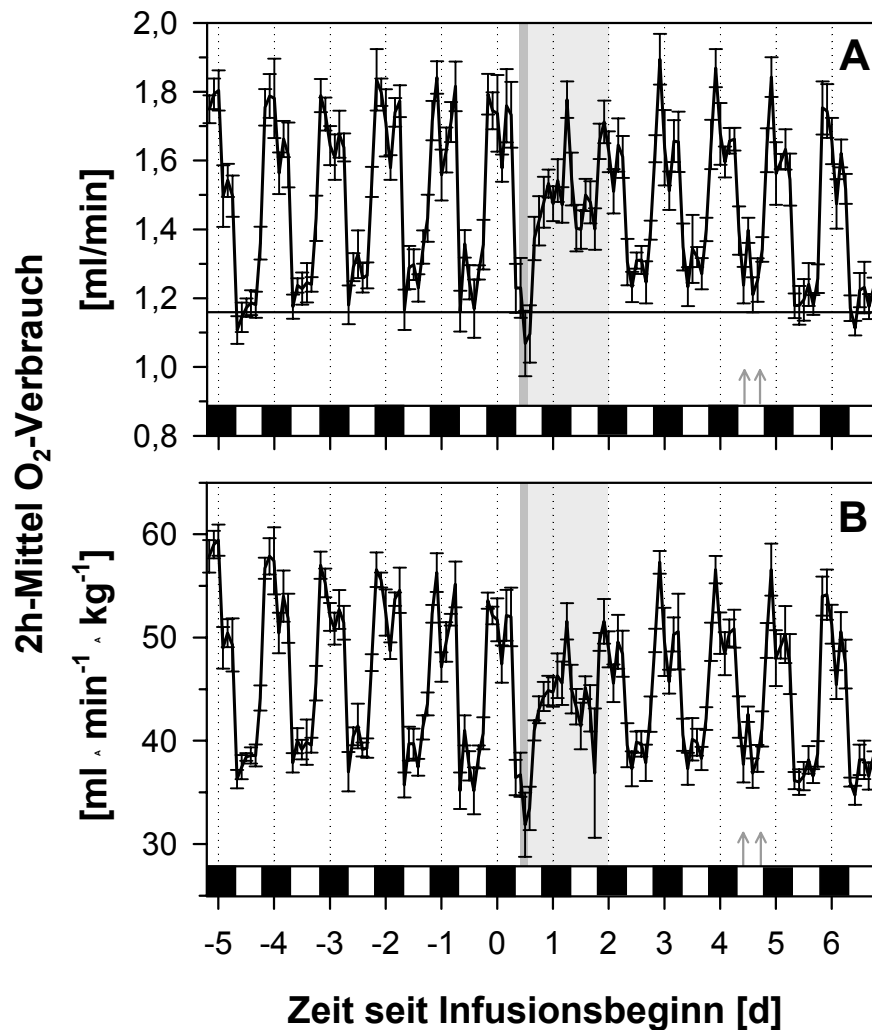 2h-Mittel O₂-Verbrauch
[ml/min]
2,0
1,8
1,6
1,4
1,2
1,0
0,8
A
[ml ^ min⁻¹ ^ kg⁻¹]
60
50
40
30
B
-5 -4 -3 -2 -1 0 1 2 3 4 5 6
Zeit seit Infusionsbeginn [d]